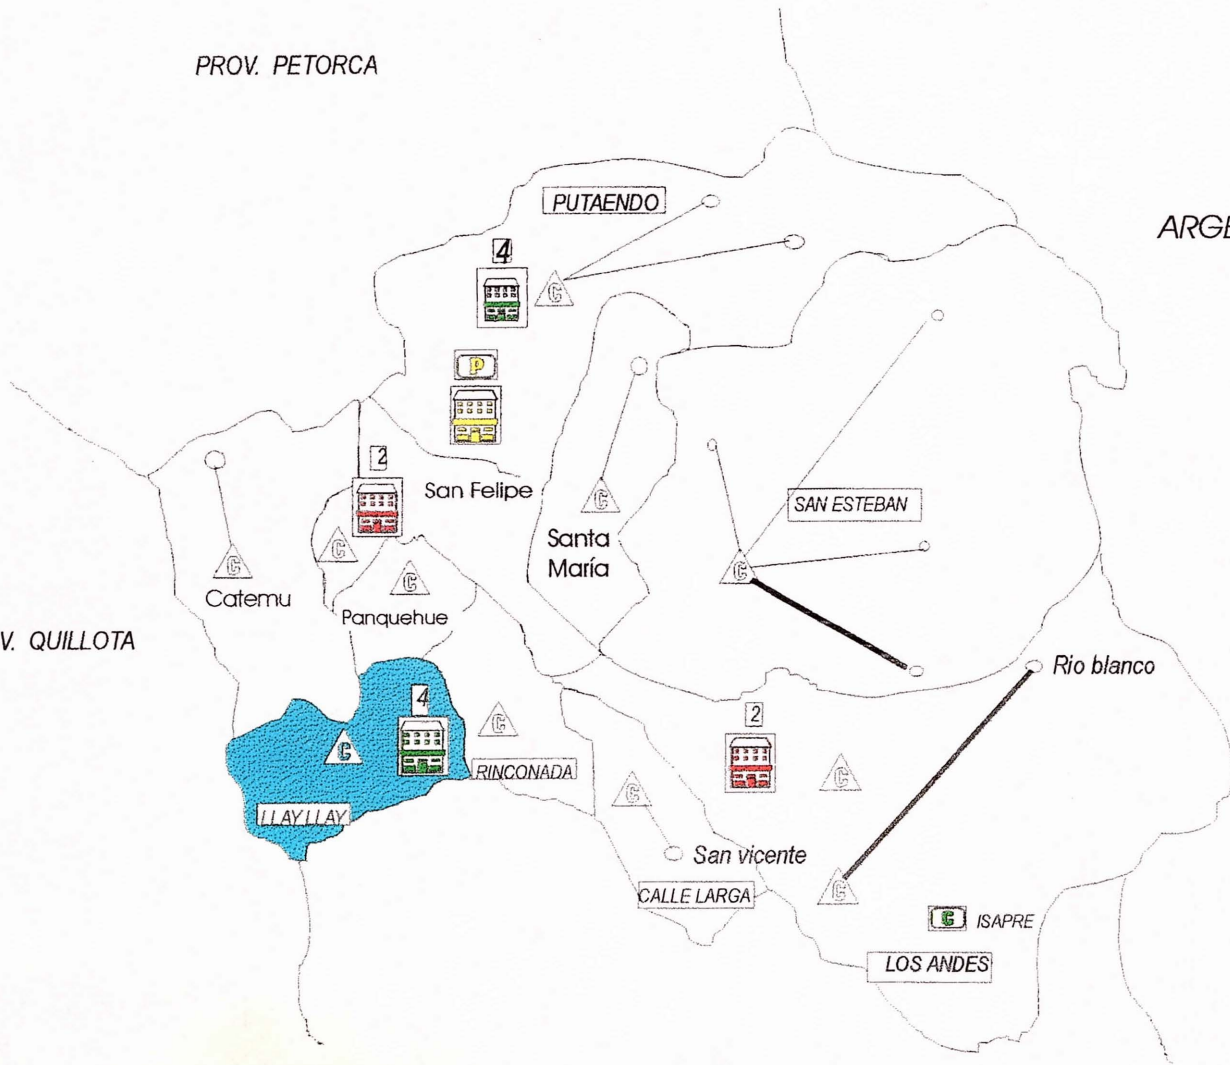 PROV. PETORCA
PUTAENDO
ARGE
4
C
P
2
San Felipe
C
SAN ESTEBAN
Santa
María
C
C
C
C
Catemu
Panquehue
V. QUILLOTA
Rio blanco
4
2
C
C
C
RINCONADA
C
LLAY LLAY
San vicente
C
CALLE LARGA
C ISAPRE
LOS ANDES